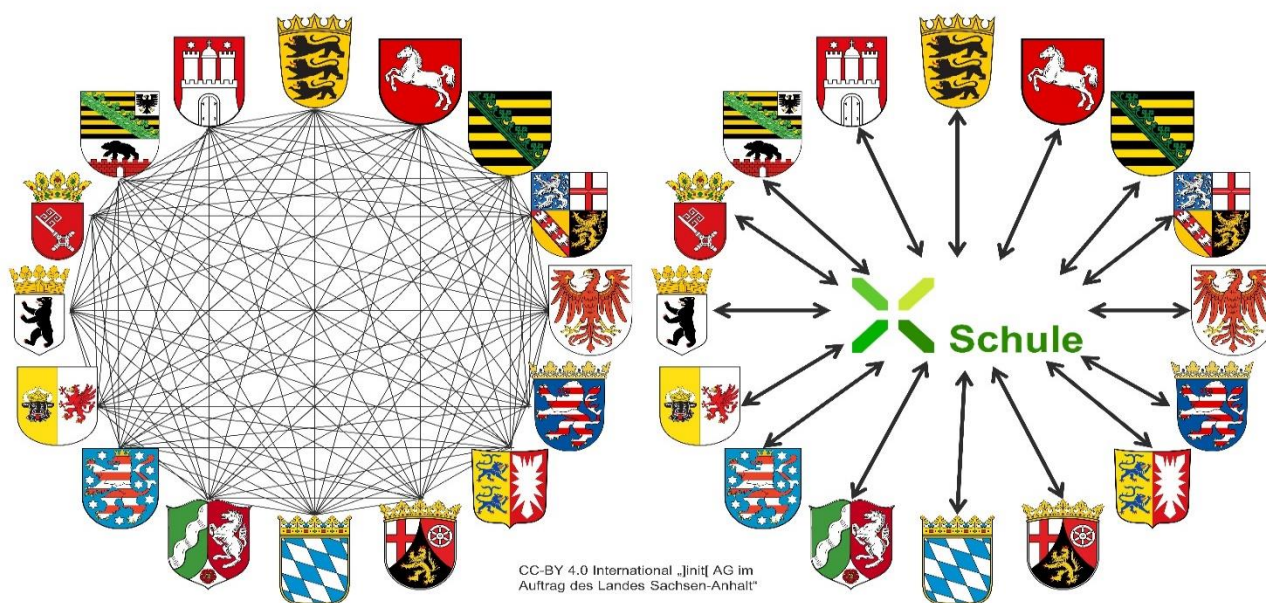 Schule
CC-BY 4.0 International „]init[ AG im
Auftrag des Landes Sachsen-Anhalt"